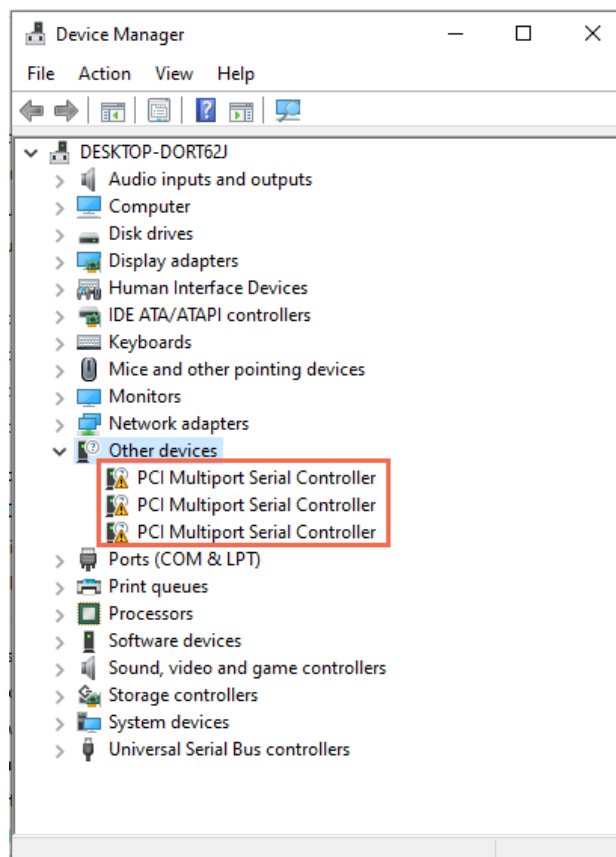 Device Manager
File Action View Help
DESKTOP-DORT62J
Audio inputs and outputs
Computer
Disk drives
Display adapters
Human Interface Devices
IDE ATA/ATAPI controllers
Keyboards
Mice and other pointing devices
Monitors
Network adapters
Other devices
PCI Multiport Serial Controller
PCI Multiport Serial Controller
PCI Multiport Serial Controller
Ports (COM & LPT)
Print queues
Processors
Software devices
Sound, video and game controllers
Storage controllers
System devices
Universal Serial Bus controllers